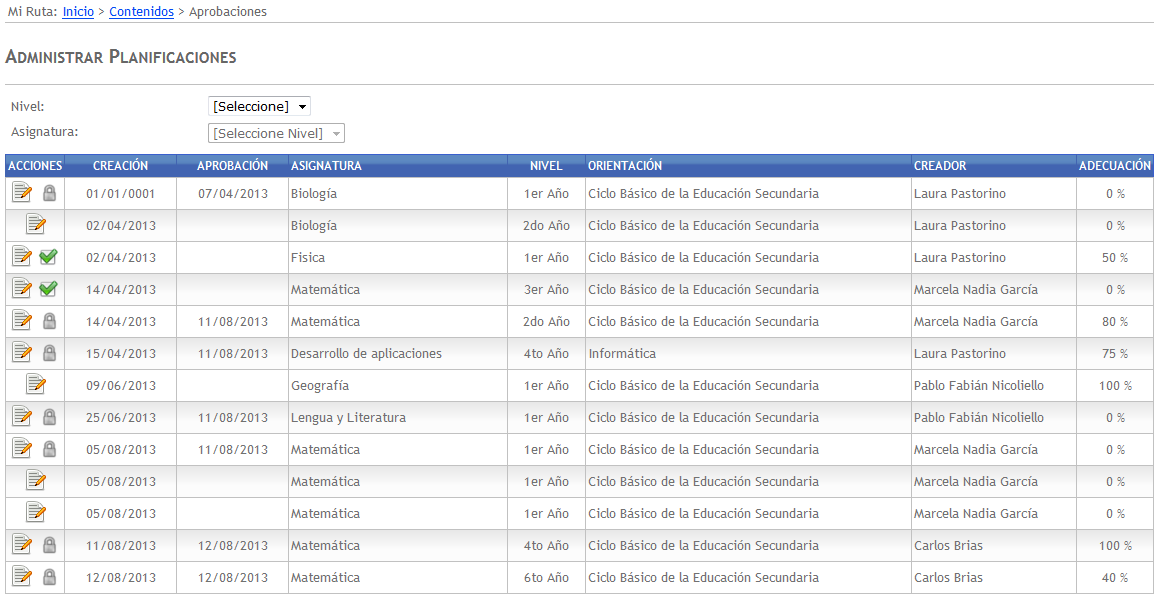 Mi Ruta: Inicio > Contenidos > Aprobaciones
Administrar Planificaciones
Nivel: [Seleccione]
Asignatura: [Seleccione Nivel]
ACCIONES CREACIÓN APROBACIÓN ASIGNATURA NIVEL ORIENTACIÓN CREADOR ADECUACIÓN
01/01/0001 07/04/2013 Biología 1er Año Ciclo Básico de la Educación Secundaria Laura Pastorino 0 %
02/04/2013 Biología 2do Año Ciclo Básico de la Educación Secundaria Laura Pastorino 0 %
02/04/2013 Fisica 1er Año Ciclo Básico de la Educación Secundaria Laura Pastorino 50 %
14/04/2013 Matemática 3er Año Ciclo Básico de la Educación Secundaria Marcela Nadia García 0 %
14/04/2013 11/08/2013 Matemática 2do Año Ciclo Básico de la Educación Secundaria Marcela Nadia García 80 %
15/04/2013 11/08/2013 Desarrollo de aplicaciones 4to Año Informática Laura Pastorino 75 %
09/06/2013 Geografía 1er Año Ciclo Básico de la Educación Secundaria Pablo Fabián Nicoliello 100 %
25/06/2013 11/08/2013 Lengua y Literatura 1er Año Ciclo Básico de la Educación Secundaria Pablo Fabián Nicoliello 0 %
05/08/2013 11/08/2013 Matemática 1er Año Ciclo Básico de la Educación Secundaria Marcela Nadia García 0 %
05/08/2013 Matemática 1er Año Ciclo Básico de la Educación Secundaria Marcela Nadia García 0 %
05/08/2013 Matemática 1er Año Ciclo Básico de la Educación Secundaria Marcela Nadia García 0 %
11/08/2013 12/08/2013 Matemática 4to Año Ciclo Básico de la Educación Secundaria Carlos Brias 100 %
12/08/2013 12/08/2013 Matemática 6to Año Ciclo Básico de la Educación Secundaria Carlos Brias 40 %